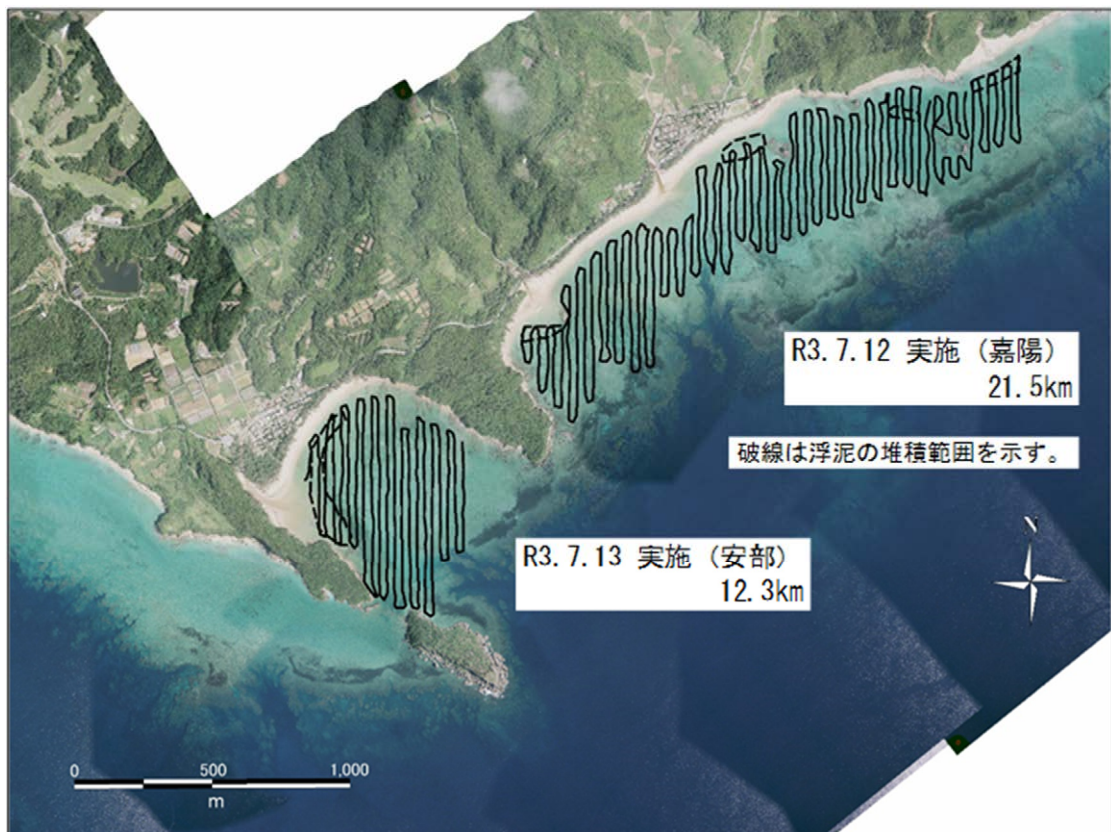 R3.7.12 実施（嘉陽）
21.5km
破線は浮泥の堆積範囲を示す。
R3.7.13 実施（安部）
12.3km
N
0 500 1,000
m